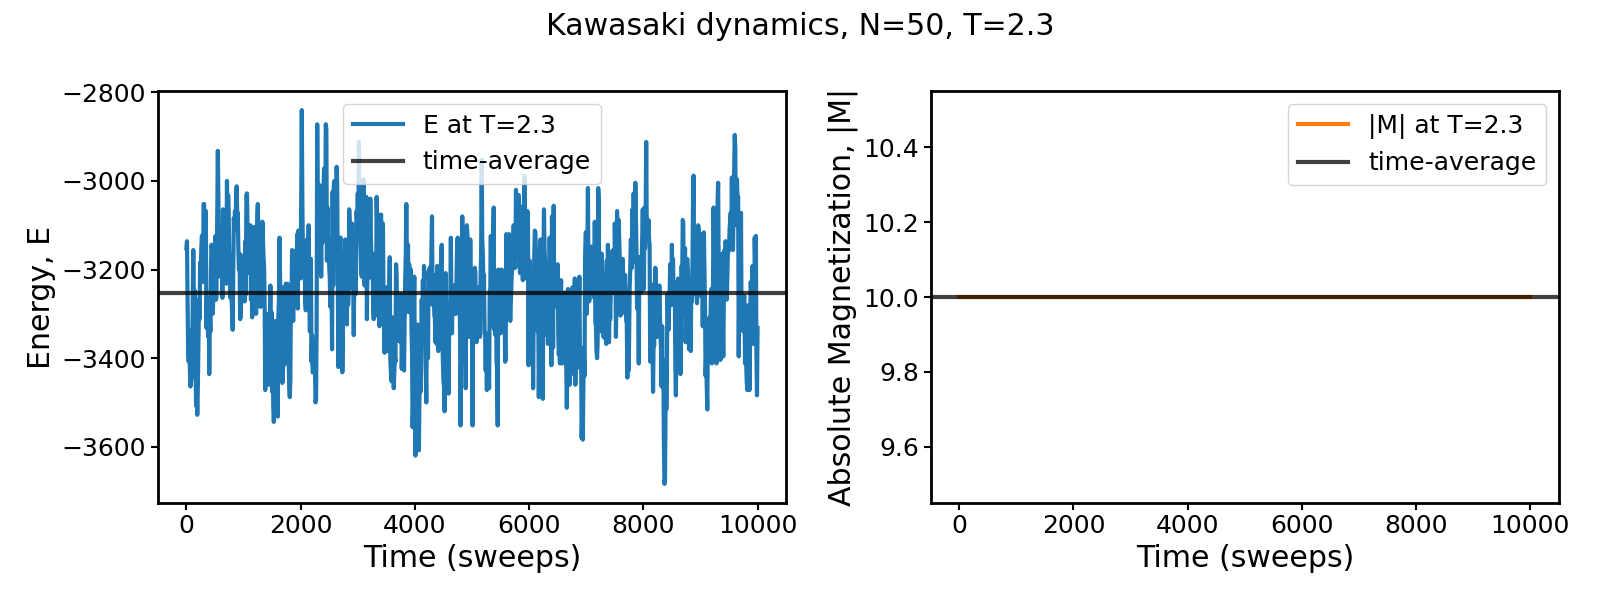 Kawasaki dynamics, N=50, T=2.3
Energy, E
−2800
−3000
−3200
−3400
−3600
E at T=2.3
time-average
0 2000 4000 6000 8000 10000
Time (sweeps)
Absolute Magnetization, |M|
10.4
10.2
10.0
9.8
9.6
|M| at T=2.3
time-average
0 2000 4000 6000 8000 10000
Time (sweeps)